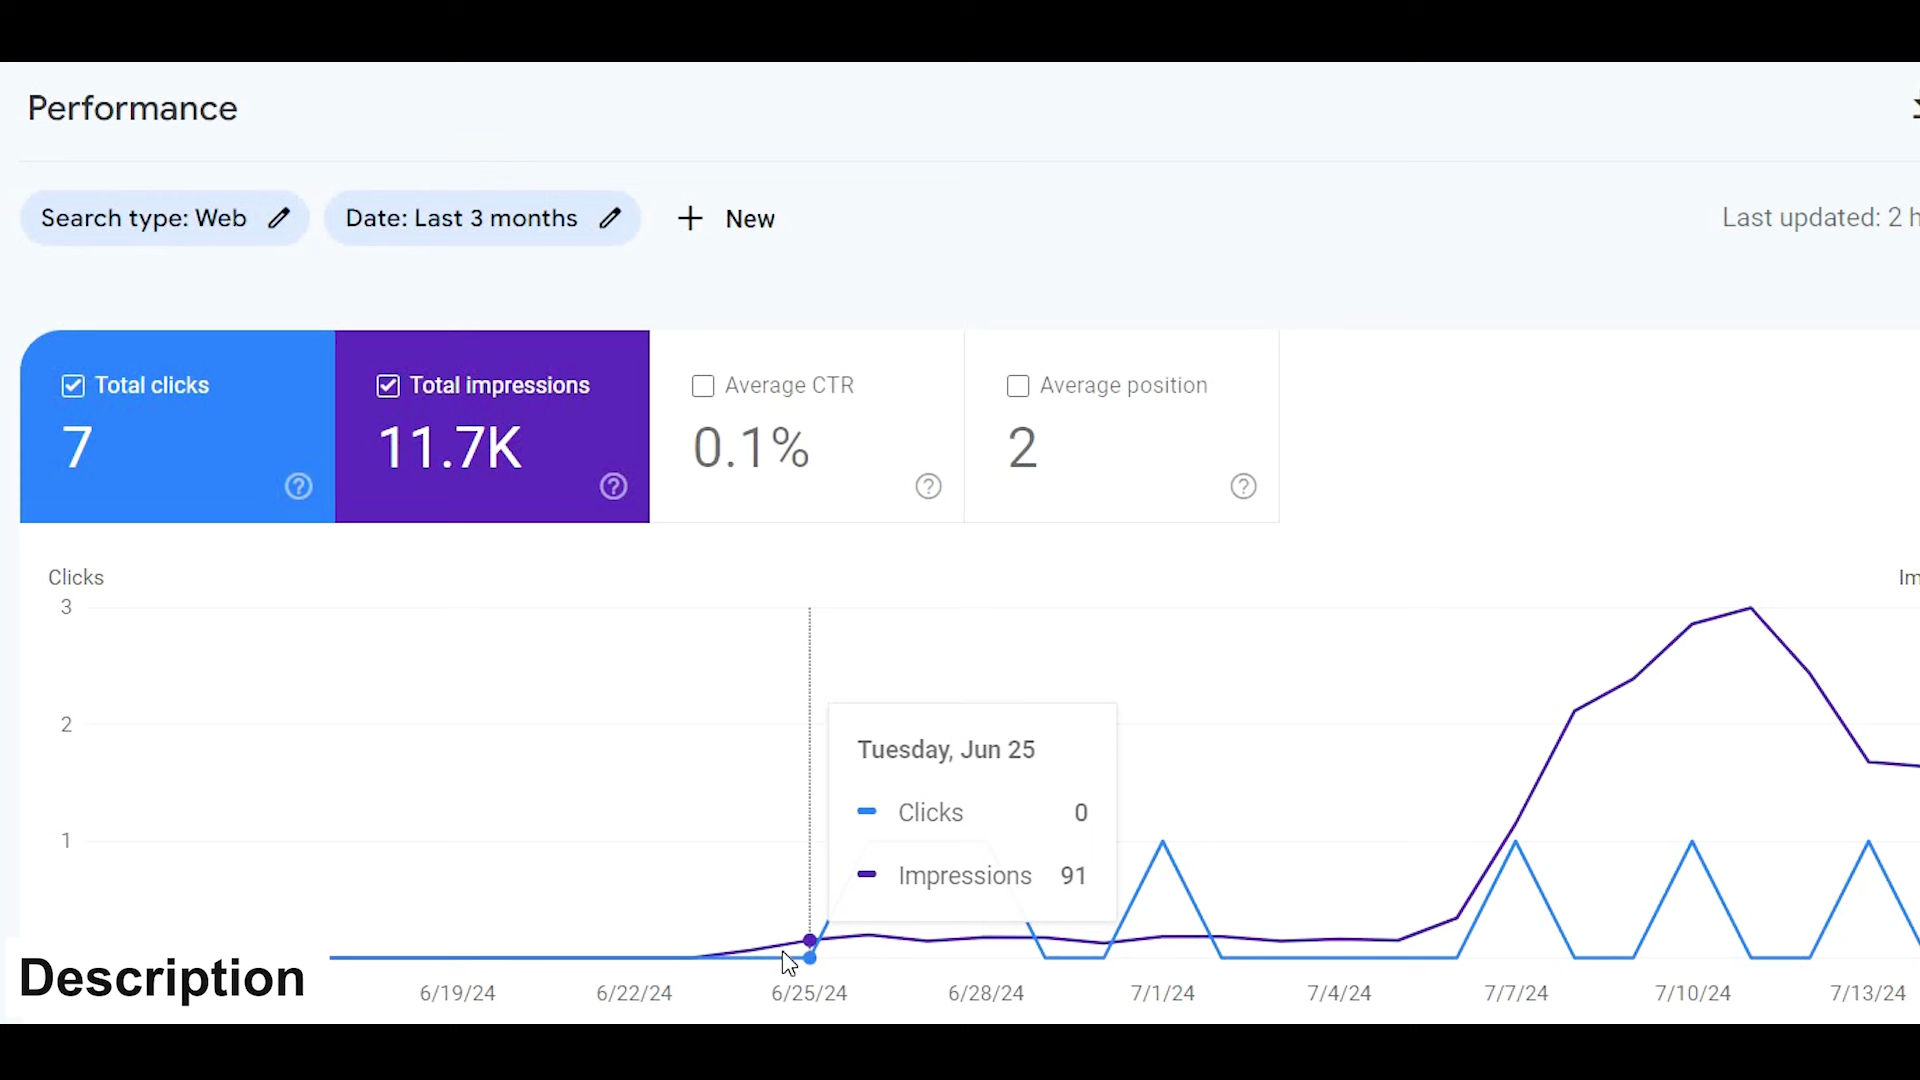 Performance
Search type: Web
Date: Last 3 months
+ New
Last updated: 2 h
Total clicks
7
Total impressions
11.7K
Average CTR
0.1%
Average position
2
Clicks
Im
3
2
1
Tuesday, Jun 25
Clicks 0
Impressions 91
Description
6/19/24 6/22/24 6/25/24 6/28/24 7/1/24 7/4/24 7/7/24 7/10/24 7/13/24